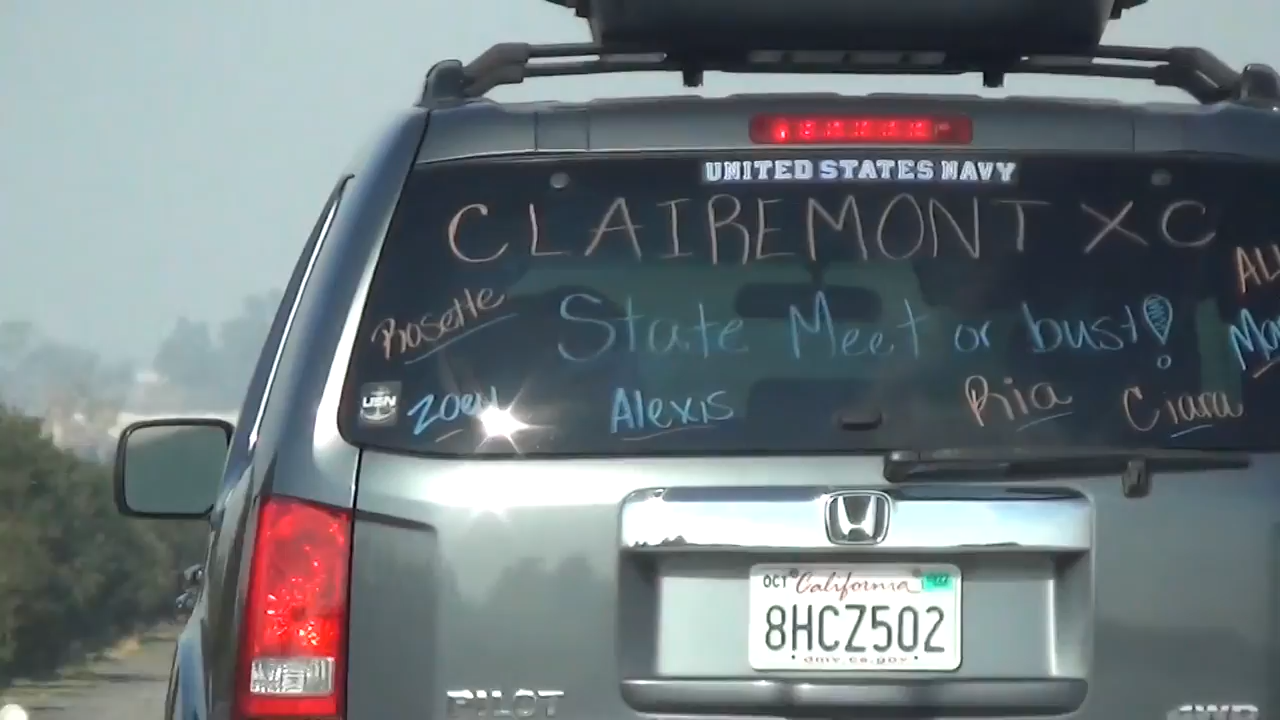 UNITED STATES NAVY
CLAIREMONT XC
Rosette
State Meet or bust!
USN
Zoey
Alexis
Ria
Ciara
OCT California
8HCZ502
dmv.ca.gov
PILOT
4WD